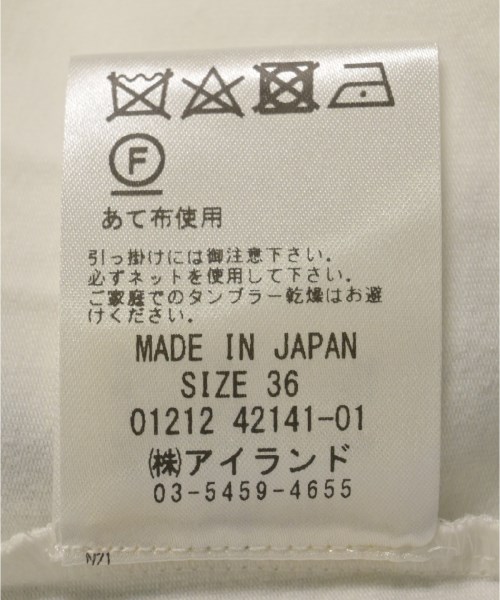 F
あて布使用
引っ掛けには御注意下さい。
必ずネットを使用して下さい。
ご家庭でのタンブラー乾燥はお避
けください。
MADE IN JAPAN
SIZE 36
01212 42141-01
㈱アイランド
03-5459-4655
N71